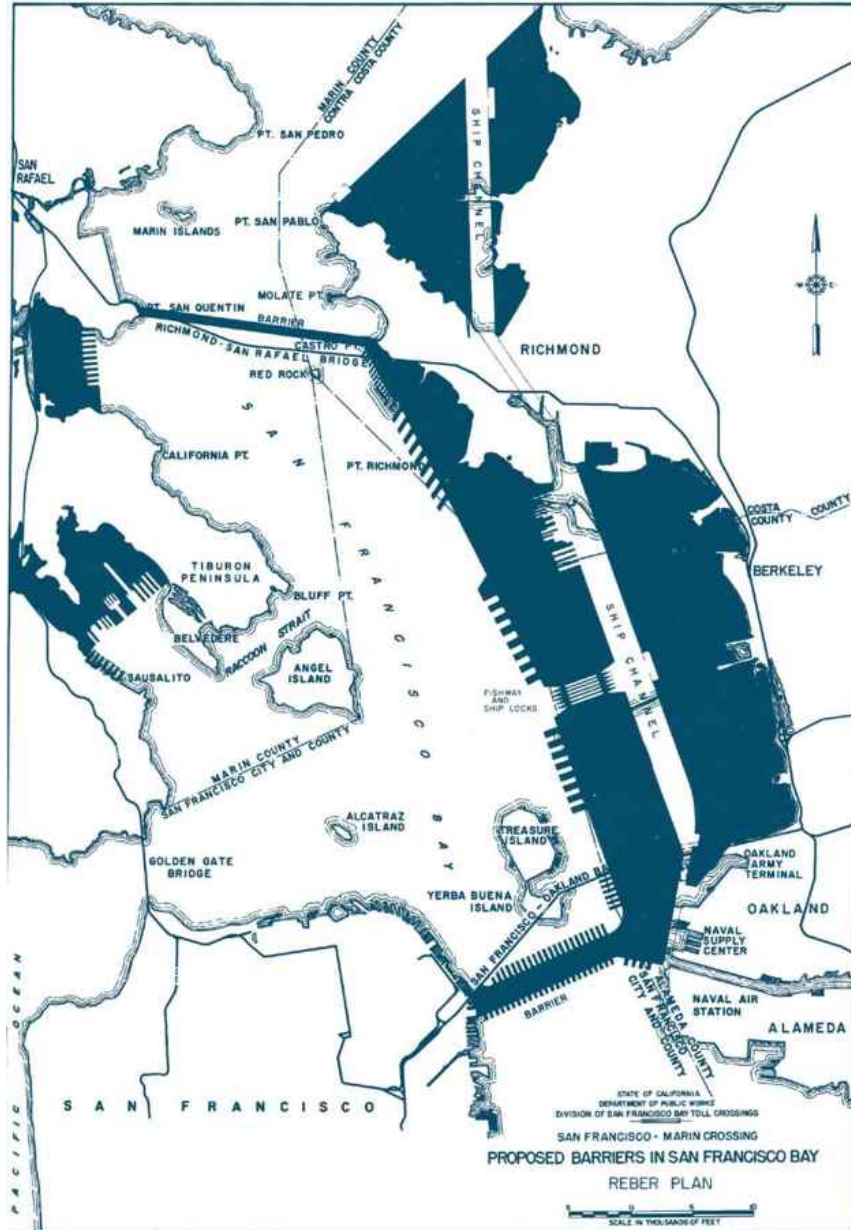 MARIN COUNTY
CONTRA COSTA COUNTY
SHIP CHANNEL
PT. SAN PEDRO
SAN
RAFAEL
MARIN ISLANDS
PT. SAN PABLO
SHIP CHANNEL
MOLATE PT.
PT. SAN QUENTIN
BARRIER
CASTRO PT.
RICHMOND-SAN RAFAEL BRIDGE
RED ROCK
RICHMOND
SAN FRANCISCO BAY
CALIFORNIA PT.
PT. RICHMOND
COSTA
COUNTY
COUNTY
BERKELEY
TIBURON
PENINSULA
BLUFF PT.
BELVEDERE
RACCOON STRAIT
ANGEL
ISLAND
SAUSALITO
SHIP CHANNEL
FISHWAY
AND
SHIP LOCKS
MARIN COUNTY
SAN FRANCISCO CITY AND COUNTY
ALCATRAZ
ISLAND
TREASURE
ISLAND
GOLDEN GATE
BRIDGE
YERBA BUENA
ISLAND
SAN FRANCISCO - OAKLAND BA
OAKLAND
ARMY
TERMINAL
OAKLAND
NAVAL
SUPPLY
CENTER
BARRIER
ALAMEDA COUNTY
SAN FRANCISCO
CITY AND COUNTY
NAVAL AIR
STATION
ALAMEDA
PACIFIC OCEAN
SAN FRANCISCO
STATE OF CALIFORNIA
DEPARTMENT OF PUBLIC WORKS
DIVISION OF SAN FRANCISCO BAY TOLL CROSSINGS
SAN FRANCISCO - MARIN CROSSING
PROPOSED BARRIERS IN SAN FRANCISCO BAY
REBER PLAN
SCALE IN THOUSANDS OF FEET